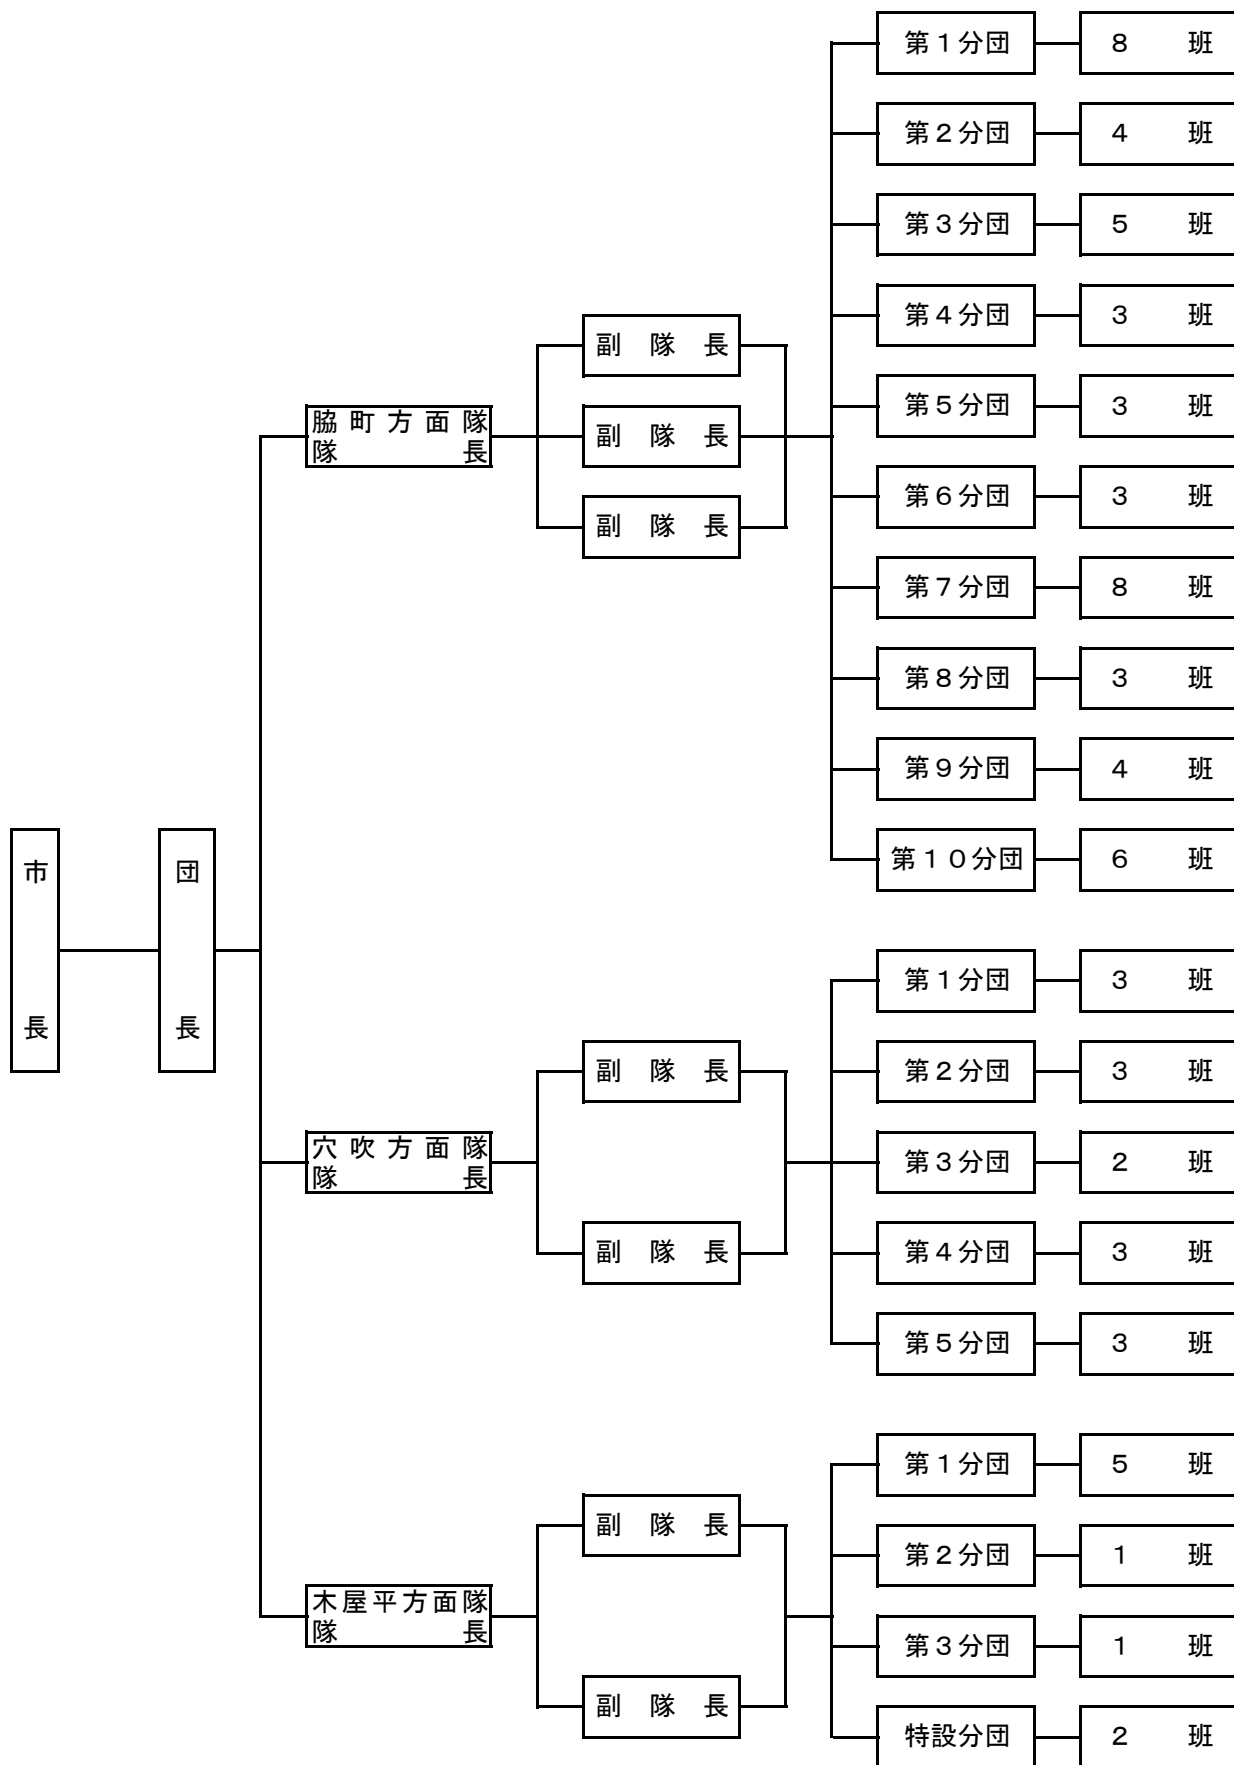 市長
団長
脇町方面隊
隊長
副隊長
副隊長
副隊長
第１分団 ８ 班
第２分団 ４ 班
第３分団 ５ 班
第４分団 ３ 班
第５分団 ３ 班
第６分団 ３ 班
第７分団 ８ 班
第８分団 ３ 班
第９分団 ４ 班
第１０分団 ６ 班
穴吹方面隊
隊長
副隊長
副隊長
第１分団 ３ 班
第２分団 ３ 班
第３分団 ２ 班
第４分団 ３ 班
第５分団 ３ 班
木屋平方面隊
隊長
副隊長
副隊長
第１分団 ５ 班
第２分団 １ 班
第３分団 １ 班
特設分団 ２ 班